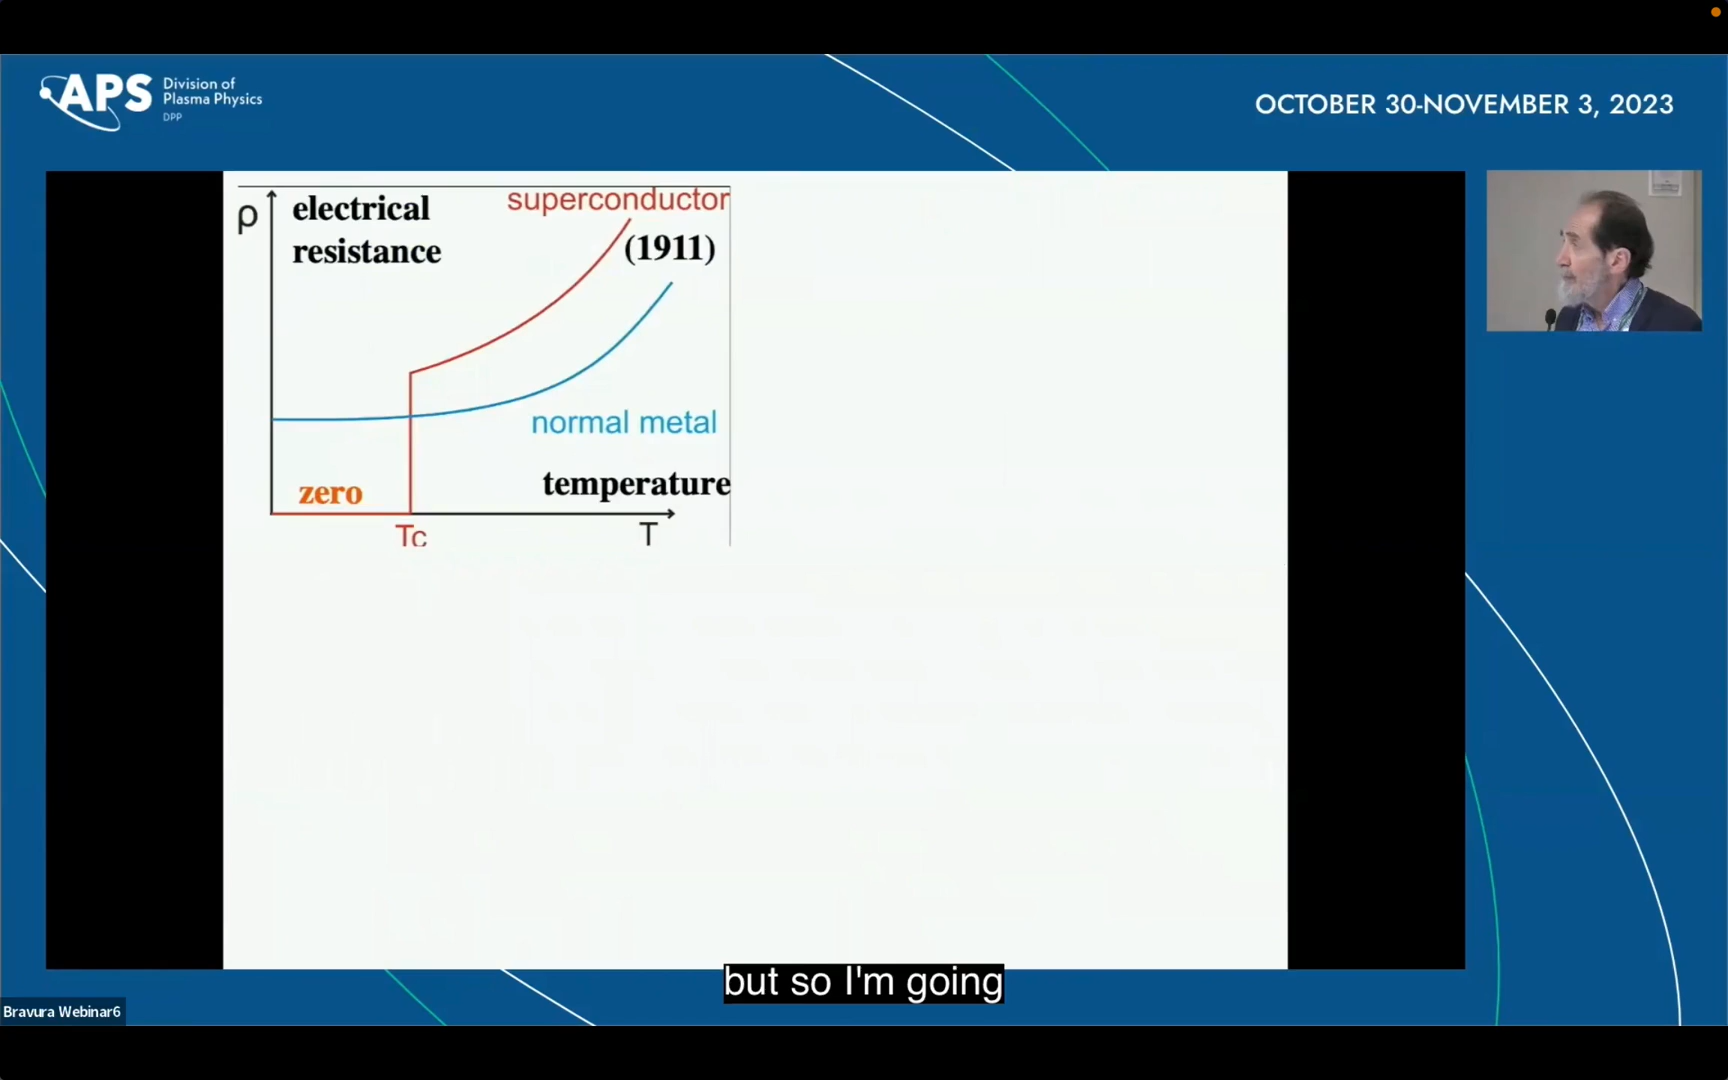 APS
Division of
Plasma Physics
DPP
OCTOBER 30-NOVEMBER 3, 2023
ρ
electrical
resistance
superconductor
(1911)
normal metal
temperature
zero
Tc
T
but so I'm going
Bravura Webinar6